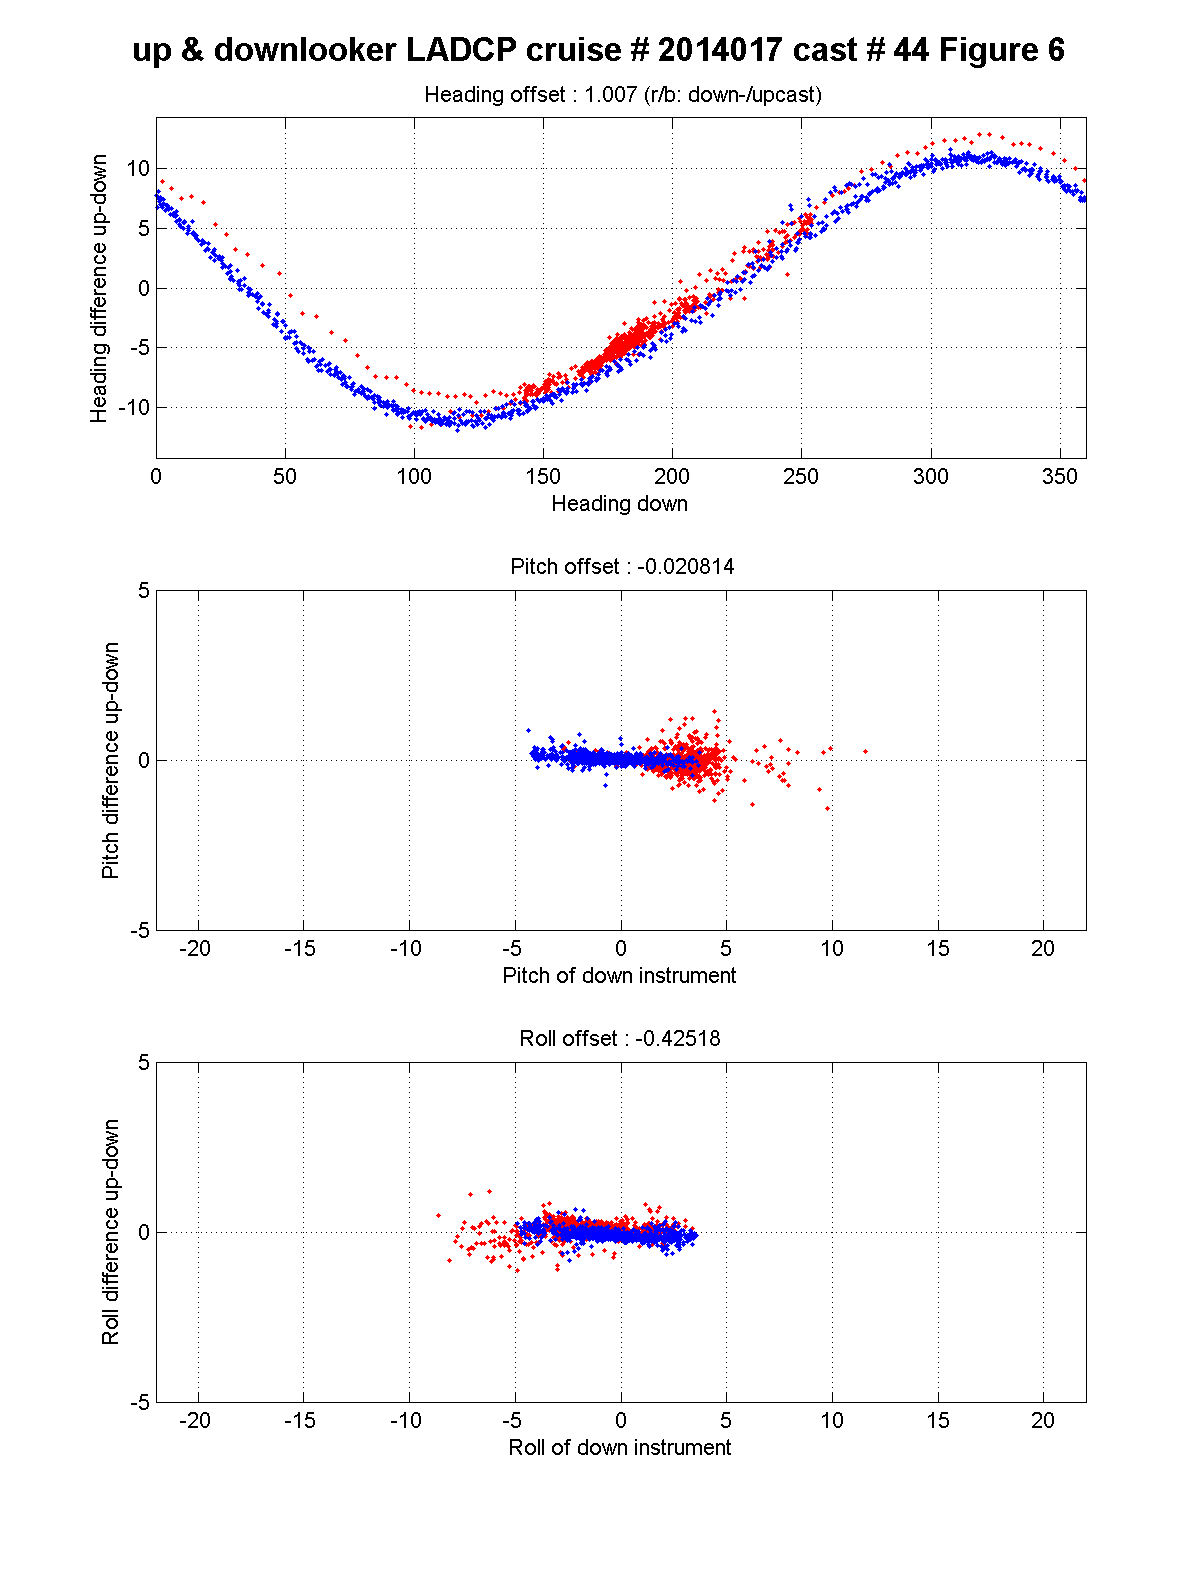 up & downlooker LADCP cruise # 2014017 cast # 44 Figure 6
Heading offset : 1.007 (r/b: down-/upcast)
Heading difference up-down
10
5
0
-5
-10
0 50 100 150 200 250 300 350
Heading down
Pitch offset : -0.020814
Pitch difference up-down
5
0
-5
-20 -15 -10 -5 0 5 10 15 20
Pitch of down instrument
Roll offset : -0.42518
Roll difference up-down
5
0
-5
-20 -15 -10 -5 0 5 10 15 20
Roll of down instrument